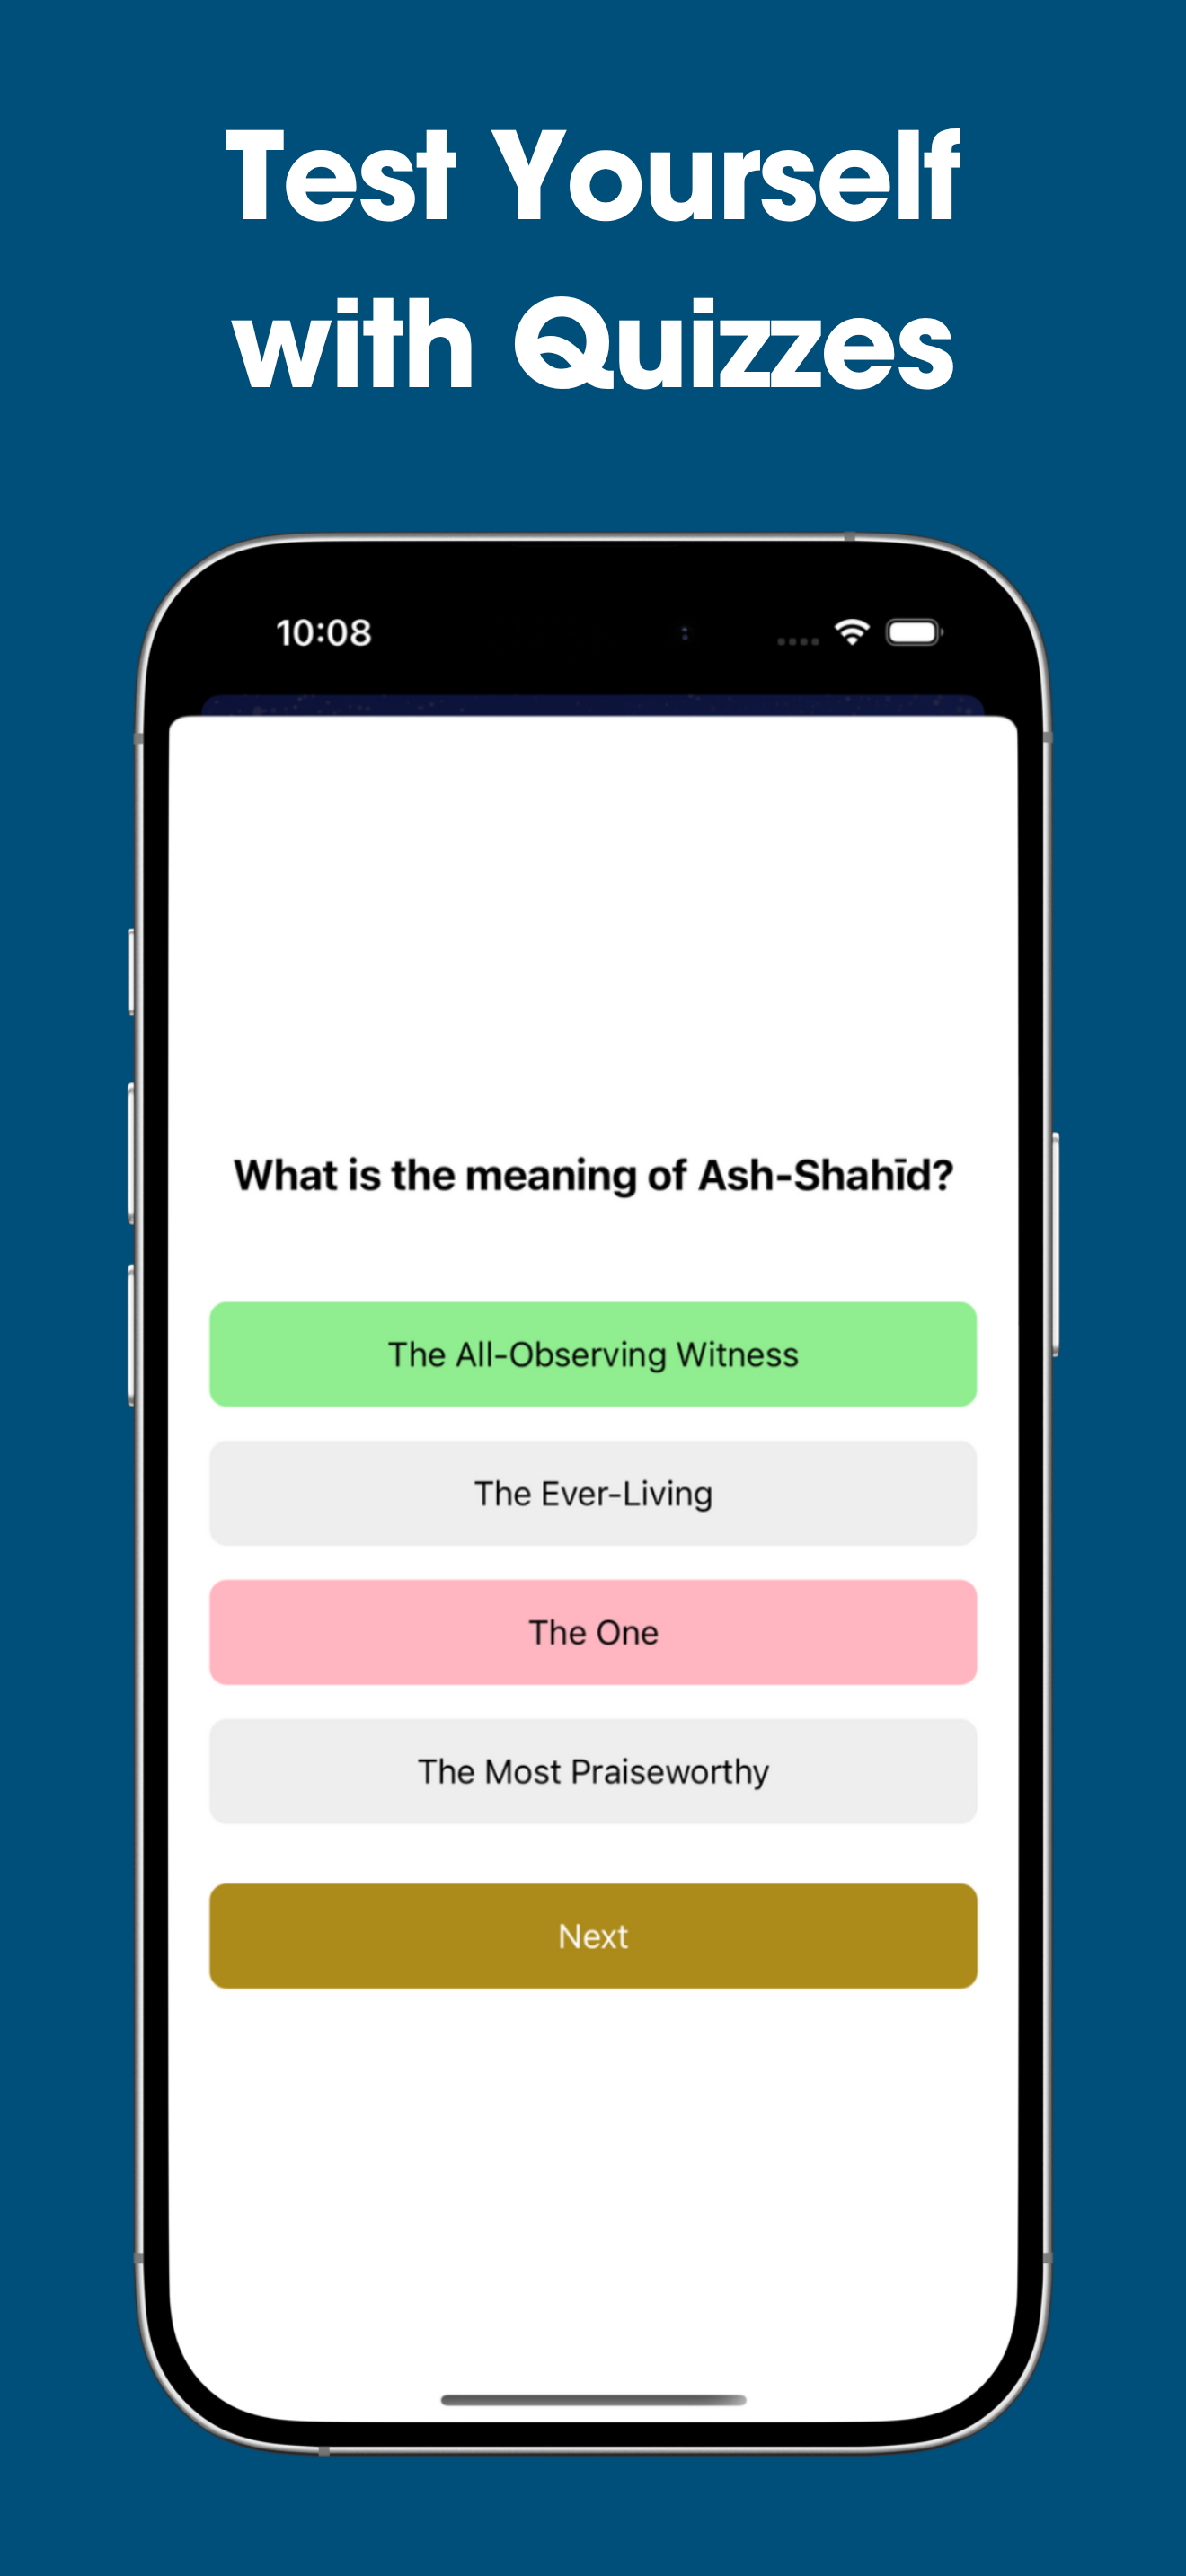 Test Yourself
with Quizzes
10:08
What is the meaning of Ash-Shahīd?
The All-Observing Witness
The Ever-Living
The One
The Most Praiseworthy
Next